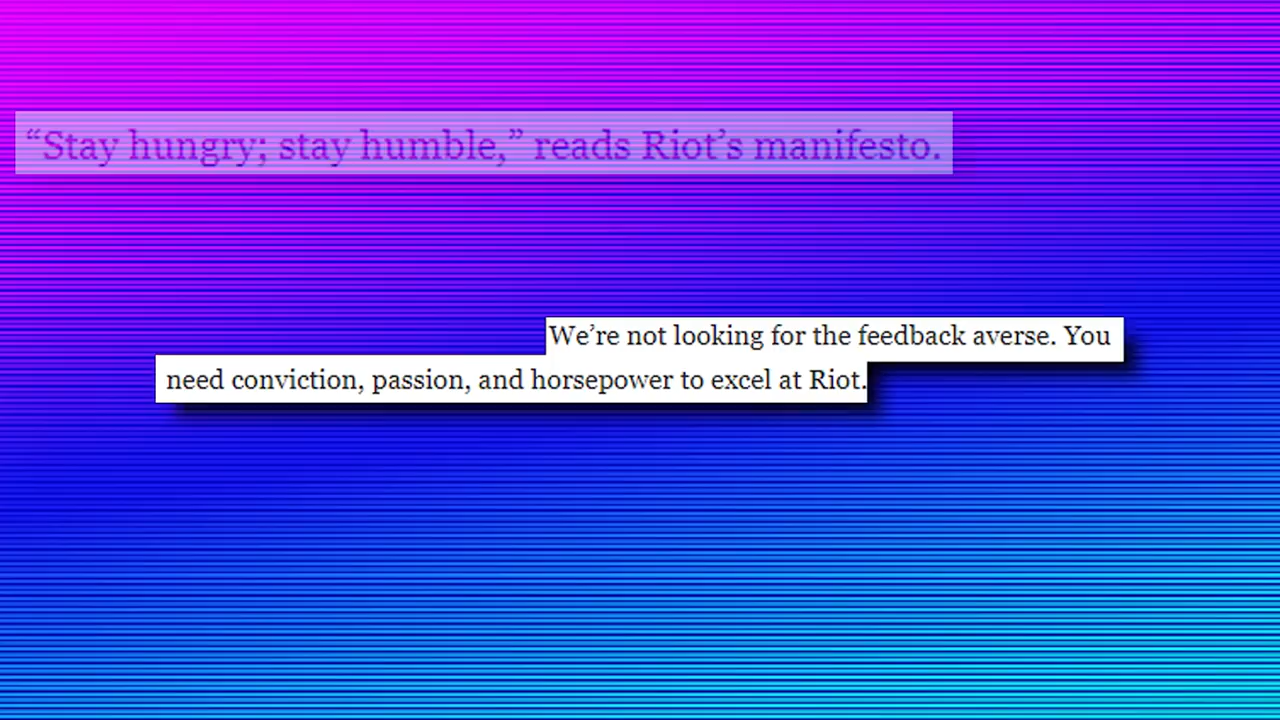 “Stay hungry; stay humble,” reads Riot’s manifesto.
We’re not looking for the feedback averse. You
need conviction, passion, and horsepower to excel at Riot.